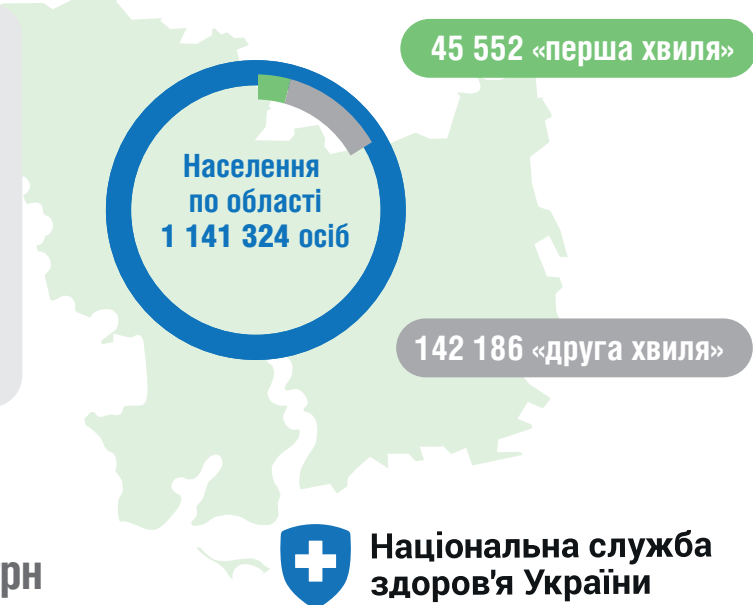 45 552 «перша хвиля»
Населення
по області
1 141 324 осіб
142 186 «друга хвиля»
рн
Національна служба
здоров'я України